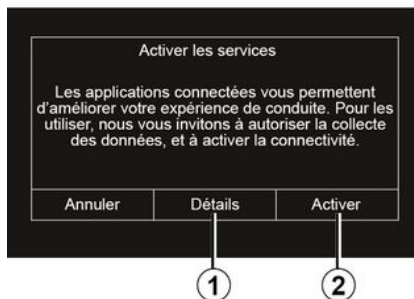 Activer les services
Les applications connectées vous permettent
d'améliorer votre expérience de conduite. Pour les
utiliser, nous vous invitons à autoriser la collecte
des données, et à activer la connectivité.
Annuler Détails Activer
1 2